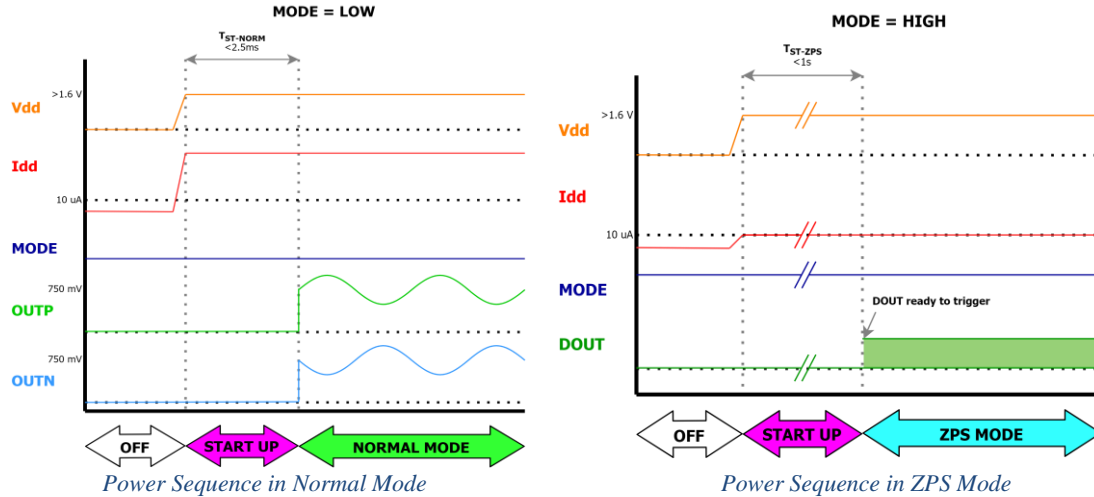 MODE = LOW
T_ST-NORM
<2.5ms
>1.6 V
Vdd
Idd
10 uA
MODE
750 mV
OUTP
750 mV
OUTN
OFF
START UP
NORMAL MODE
Power Sequence in Normal Mode
MODE = HIGH
T_ST-ZPS
<1s
>1.6 V
Vdd
Idd
10 uA
MODE
DOUT ready to trigger
DOUT
OFF
START UP
ZPS MODE
Power Sequence in ZPS Mode